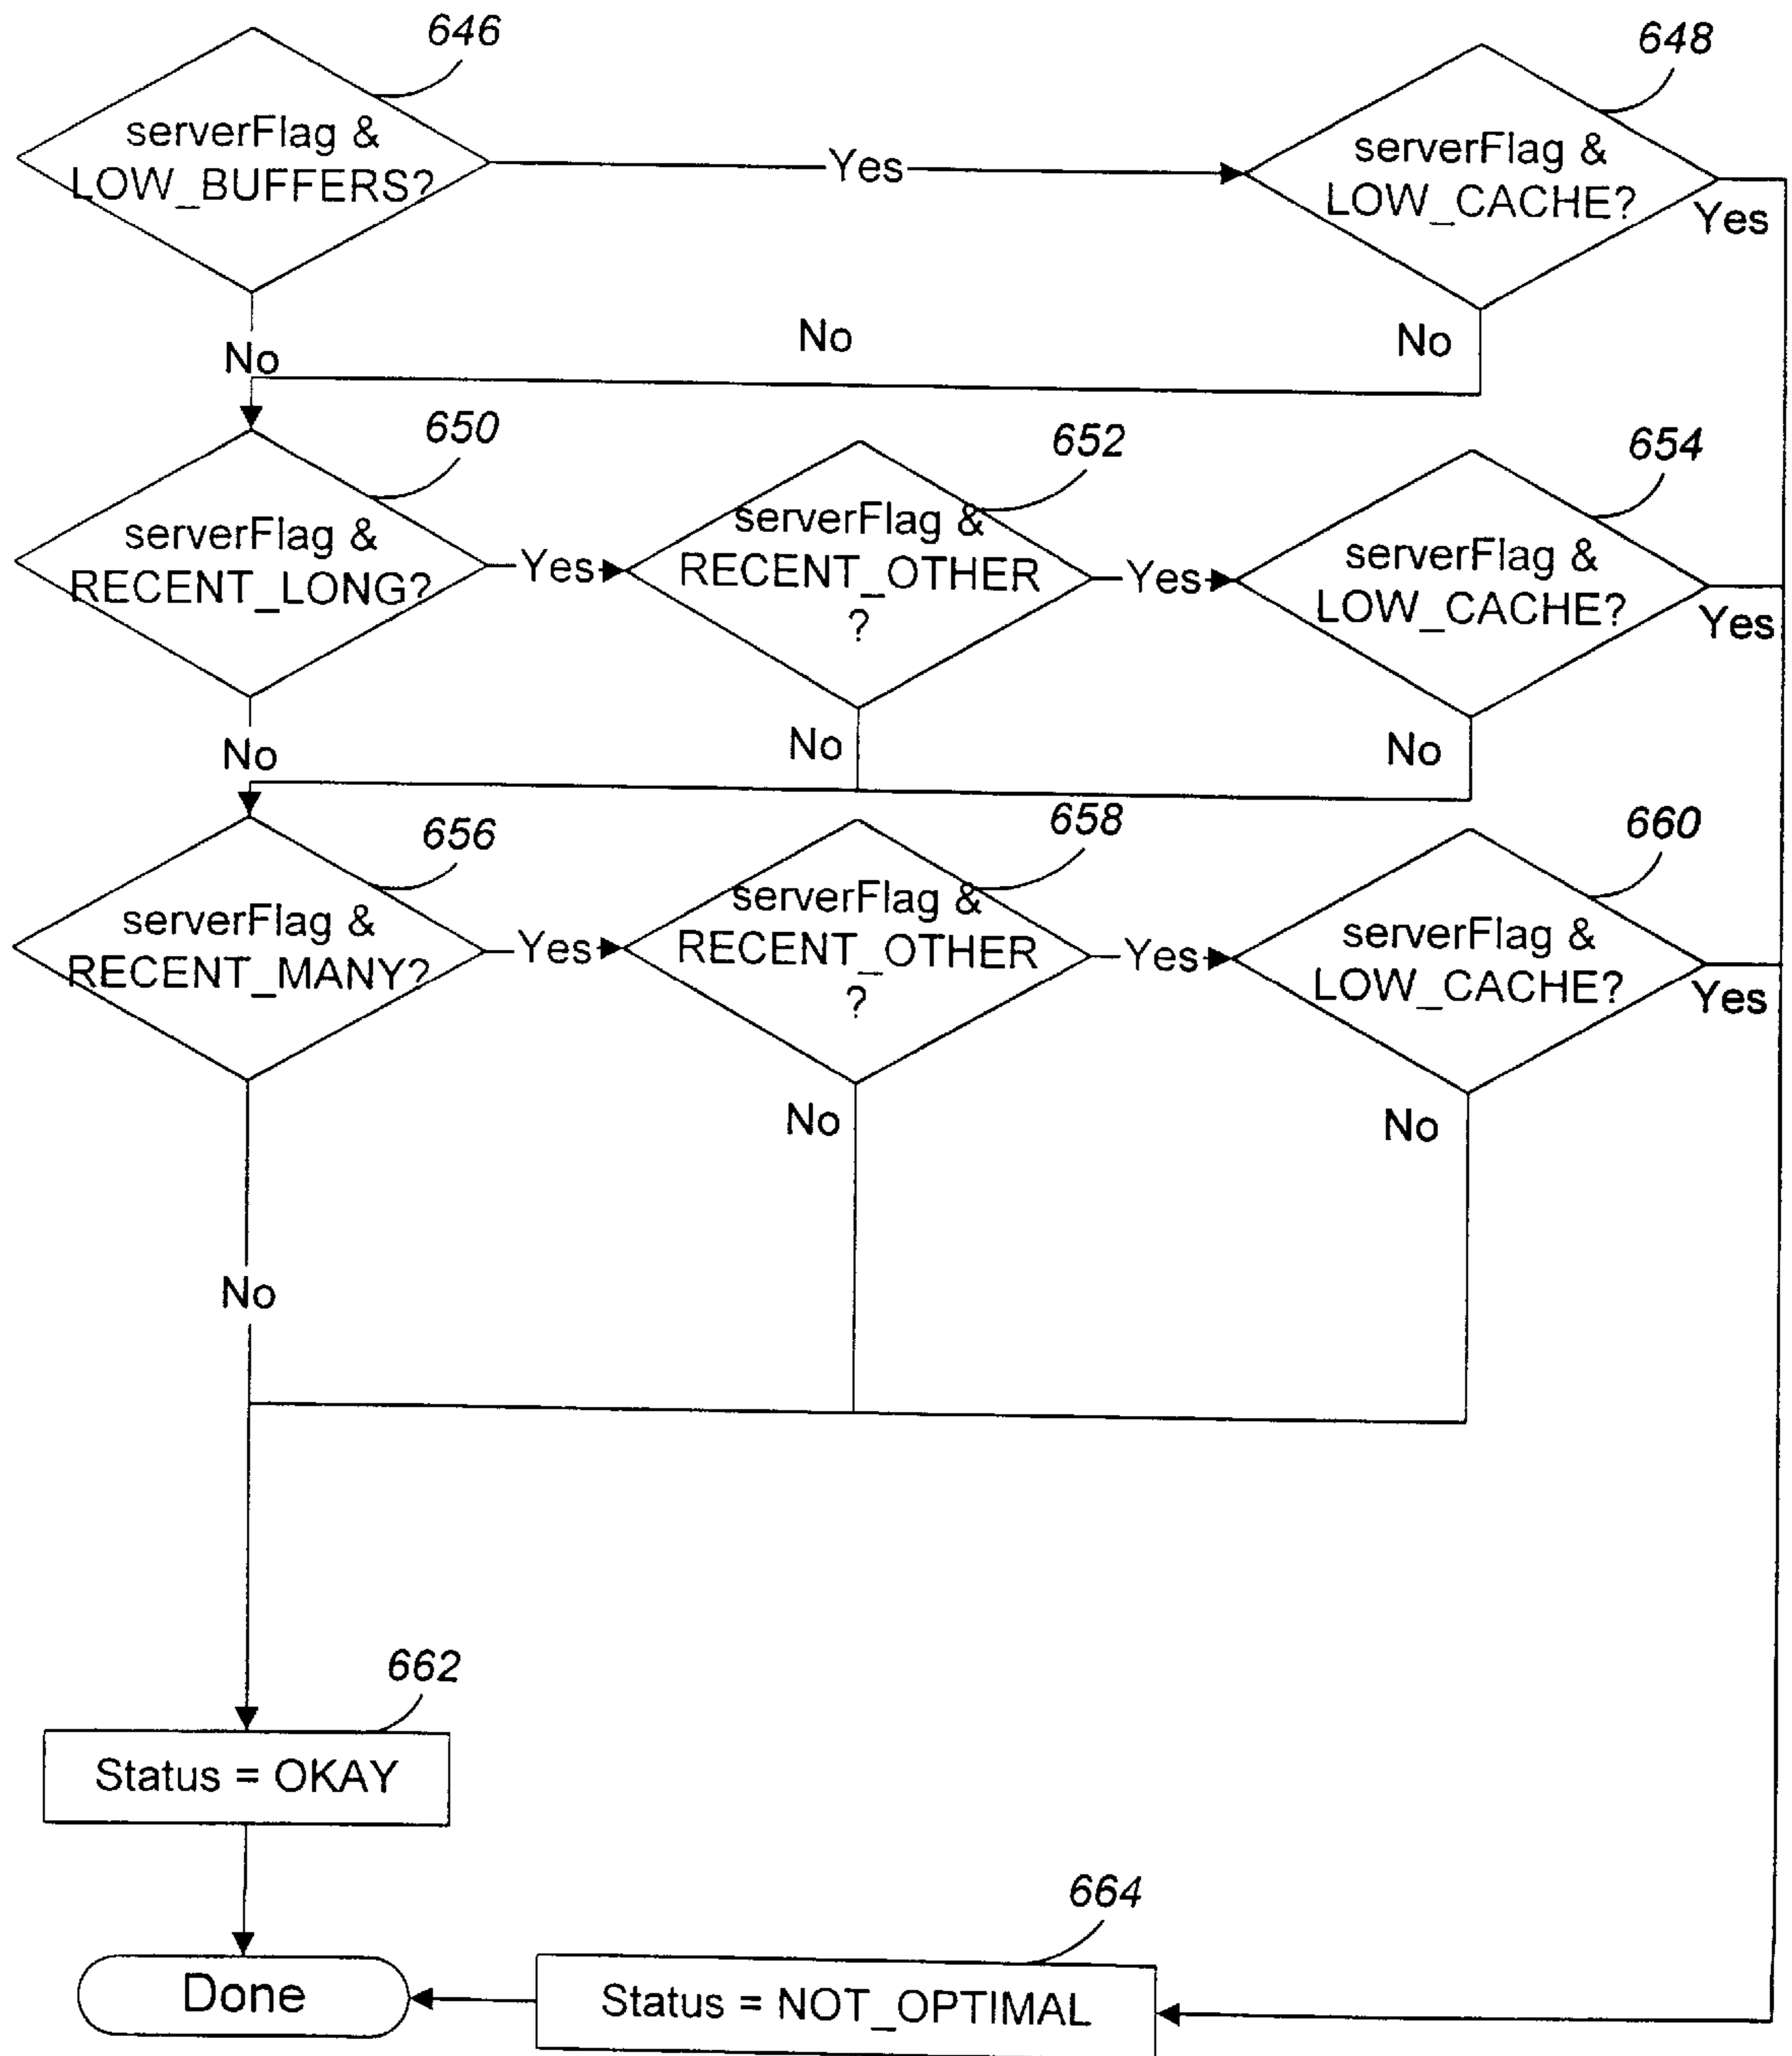 646
serverFlag &
LOW_BUFFERS?
Yes
648
serverFlag &
LOW_CACHE?
Yes
No
No
No
650
serverFlag &
RECENT_LONG?
Yes
652
serverFlag &
RECENT_OTHER
?
Yes
654
serverFlag &
LOW_CACHE?
Yes
No
No
No
656
serverFlag &
RECENT_MANY?
Yes
658
serverFlag &
RECENT_OTHER
?
Yes
660
serverFlag &
LOW_CACHE?
Yes
No
No
No
662
Status = OKAY
664
Done
Status = NOT_OPTIMAL